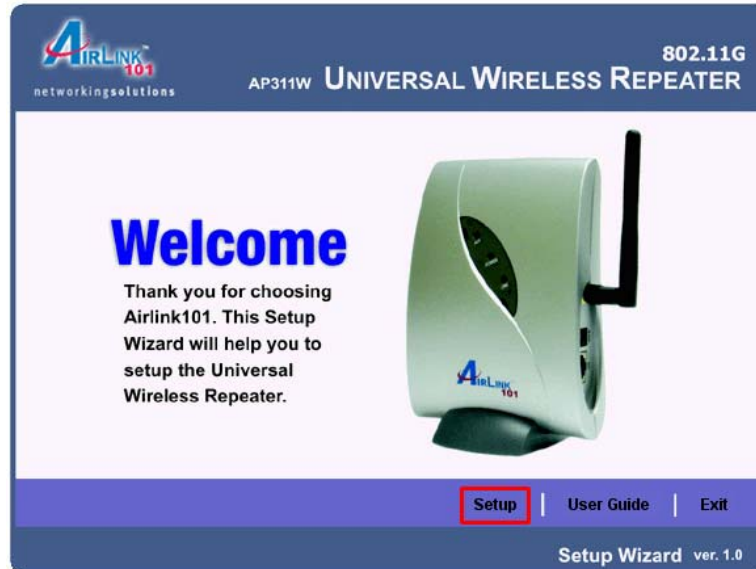 AIRLINK™
101
networkingsolutions
802.11G
AP311W UNIVERSAL WIRELESS REPEATER
Welcome
Thank you for choosing
Airlink101. This Setup
Wizard will help you to
setup the Universal
Wireless Repeater.
AIRLINK
101
Setup | User Guide | Exit
Setup Wizard ver. 1.0